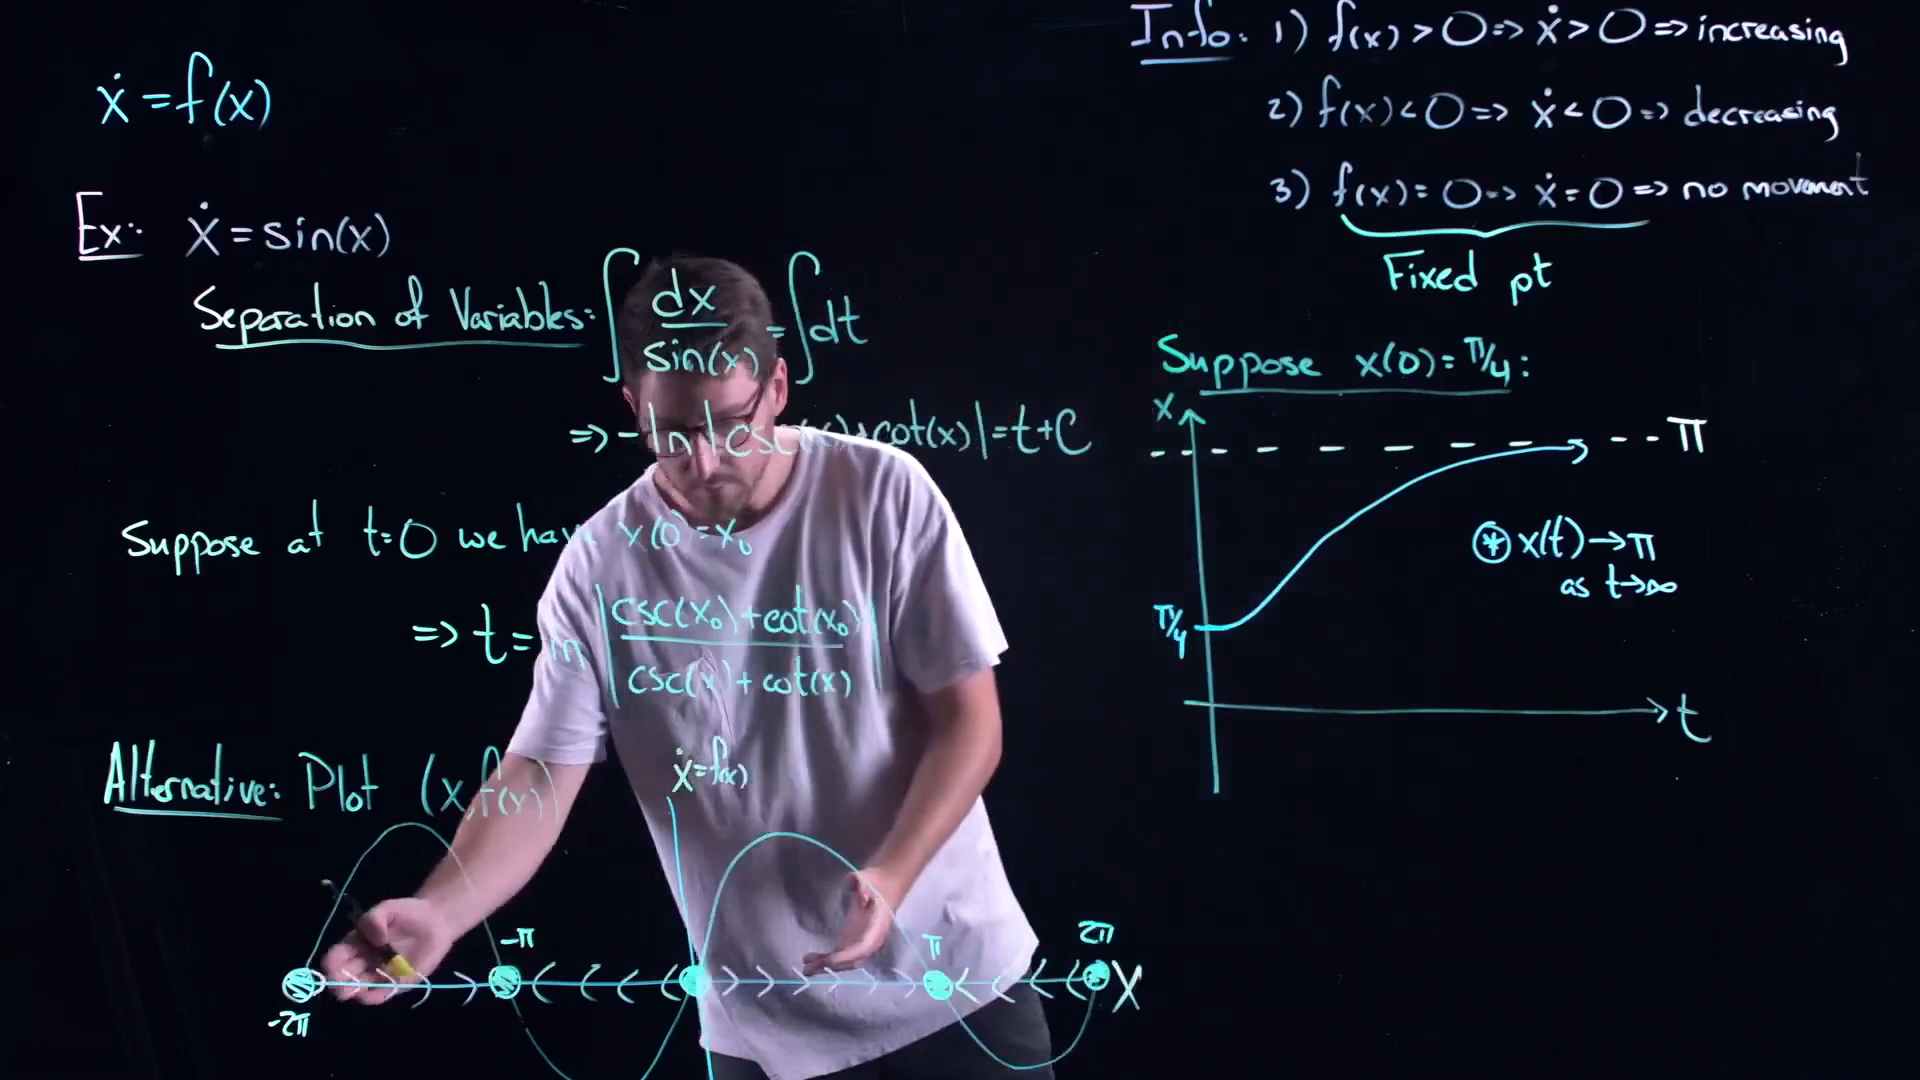 ẋ = f(x)
Ex: ẋ = sin(x)
Separation of Variables: ∫ dx/sin(x) = ∫ dt
=> -ln|csc(x)+cot(x)| = t+C
Suppose at t=0 we have x(0)=x₀
=> t = ln |(csc(x₀)+cot(x₀))/(csc(x)+cot(x))|
Alternative: Plot (x,f(x))
ẋ=f(x)
-2π -π π 2π X
Info: 1) f(x) > 0 => ẋ > 0 => increasing
2) f(x) < 0 => ẋ < 0 => decreasing
3) f(x) = 0 => ẋ = 0 => no movement
Fixed pt
Suppose x(0) = π/4:
x
π
⊛ x(t) → π
as t→∞
π/4
t